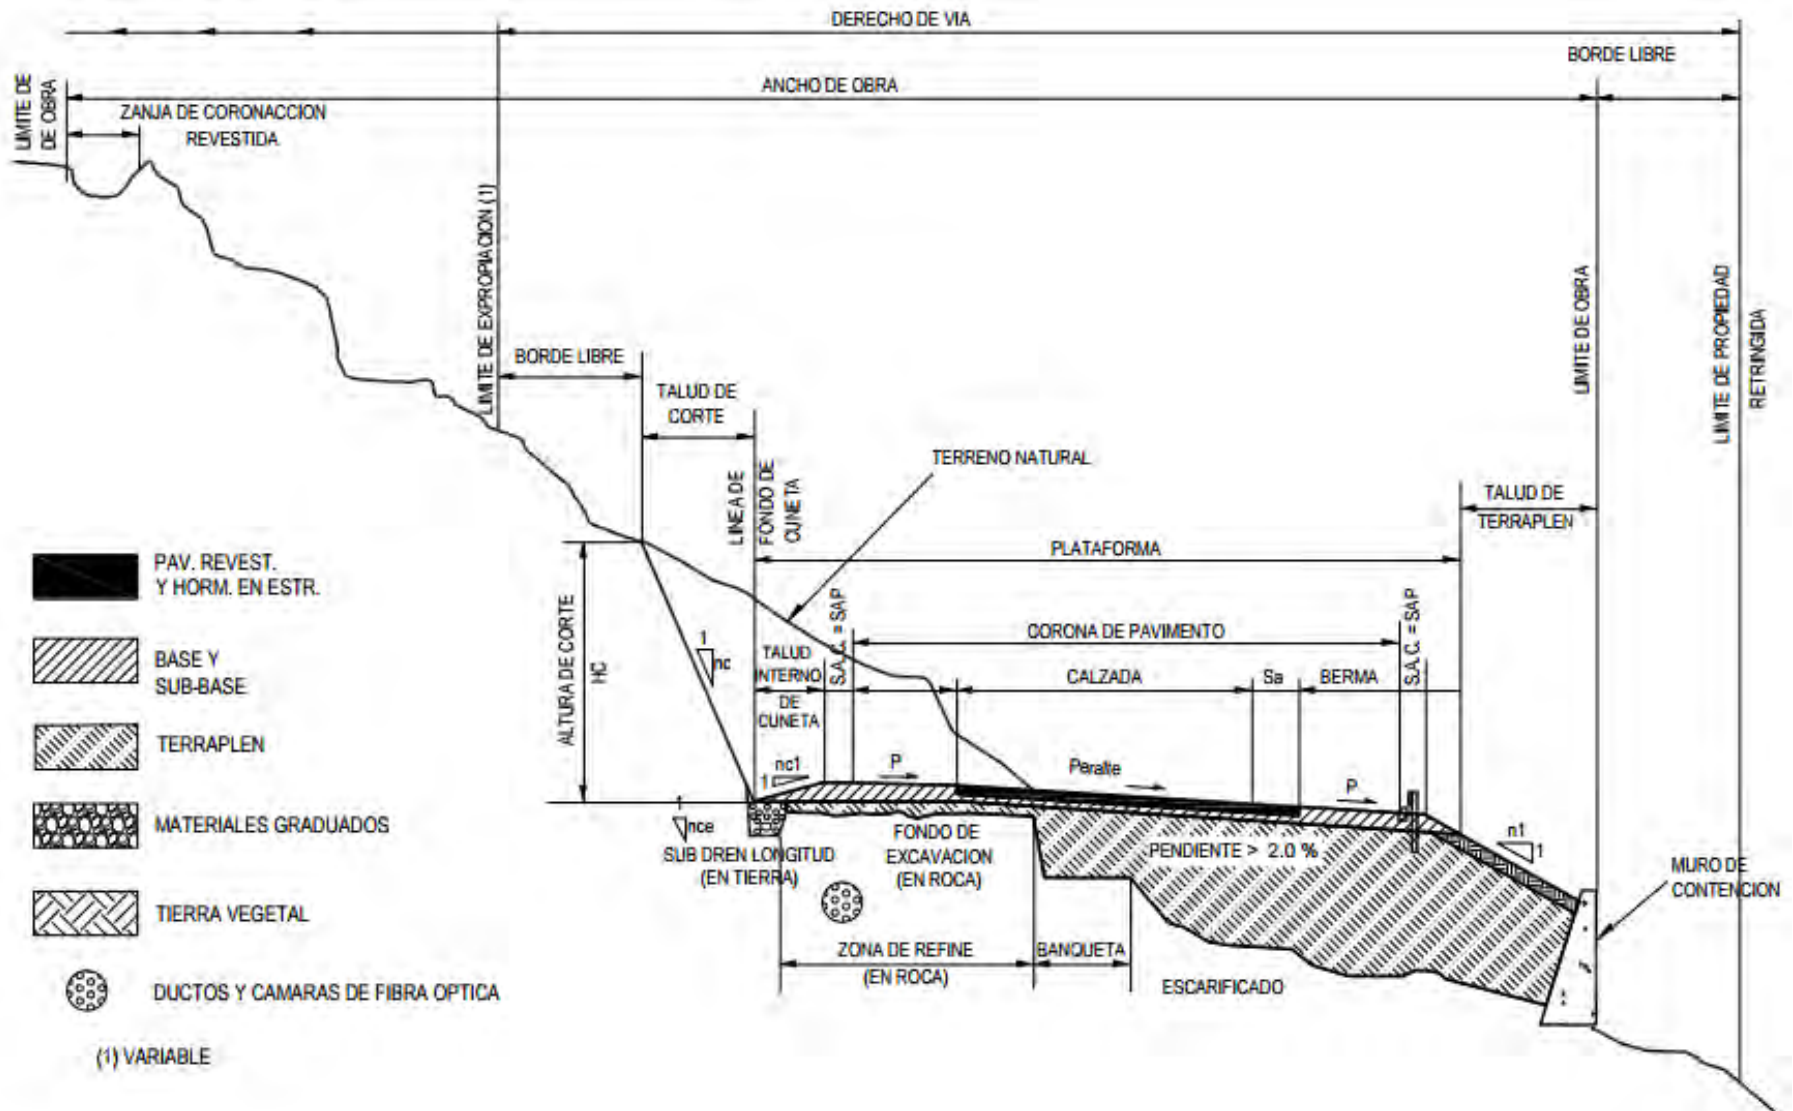 DERECHO DE VIA
BORDE LIBRE
ANCHO DE OBRA
LIMITE DE
DE OBRA
ZANJA DE CORONACCION
REVESTIDA
LIMITE DE EXPROPIACION (1)
BORDE LIBRE
TALUD DE
CORTE
LINEA DE
FONDO DE
CUNETA
TERRENO NATURAL
LIMITE DE OBRA
LIMITE DE PROPIEDAD
RETRINGIDA
TALUD DE
TERRAPLEN
PLATAFORMA
CORONA DE PAVIMENTO
S.A.C. = SAP
S.A.C. = SAP
TALUD
INTERNO
DE
CUNETA
CALZADA
Sa
BERMA
ALTURA DE CORTE
HC
1
nc
nc1
1
P
Peralte
P
1
nce
n1
1
SUB DREN LONGITUD
(EN TIERRA)
FONDO DE
EXCAVACION
(EN ROCA)
PENDIENTE > 2.0 %
MURO DE
CONTENCION
ZONA DE REFINE
(EN ROCA)
BANQUETA
ESCARIFICADO
PAV. REVEST.
Y HORM. EN ESTR.
BASE Y
SUB-BASE
TERRAPLEN
MATERIALES GRADUADOS
TIERRA VEGETAL
DUCTOS Y CAMARAS DE FIBRA OPTICA
(1) VARIABLE